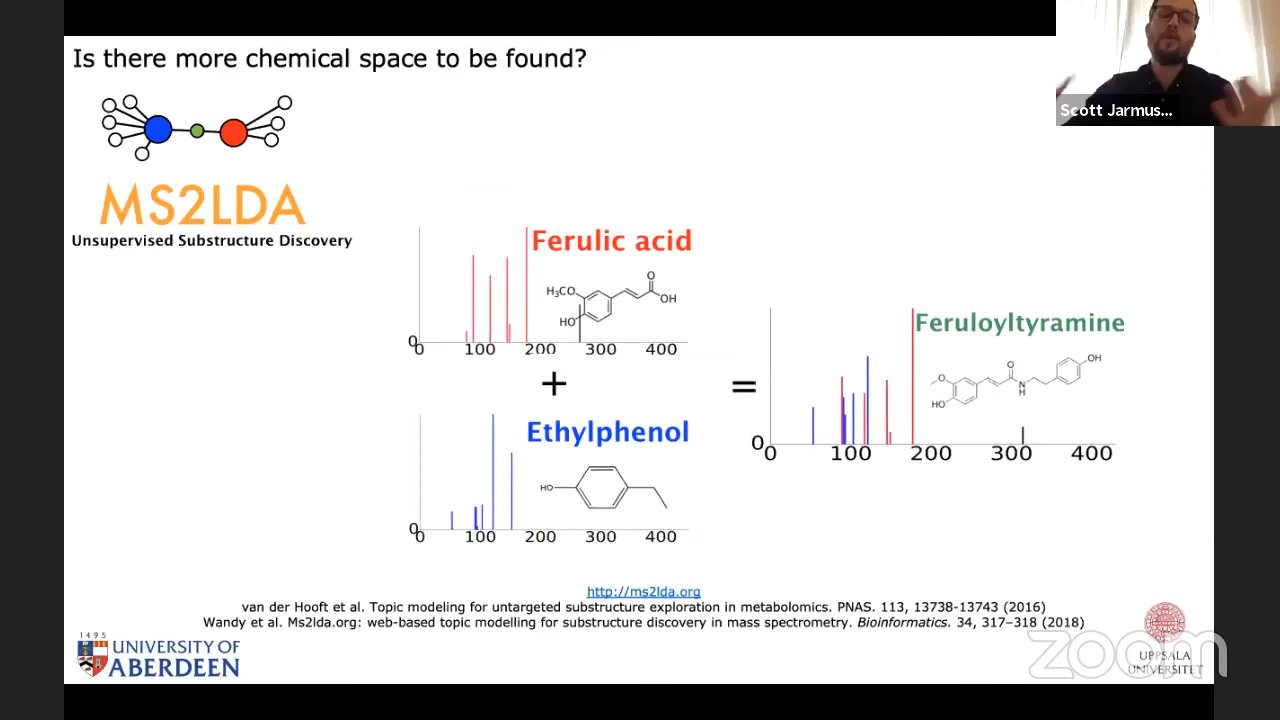 Is there more chemical space to be found?
Scott Jarmus...
MS2LDA
Unsupervised Substructure Discovery
Ferulic acid
H₃CO
O
OH
HO
0
0 100 200 300 400
+
=
Ethylphenol
HO
0
0 100 200 300 400
Feruloyltyramine
O
O
N
H
OH
HO
0
0 100 200 300 400
http://ms2lda.org
van der Hooft et al. Topic modeling for untargeted substructure exploration in metabolomics. PNAS. 113, 13738-13743 (2016)
Wandy et al. Ms2lda.org: web-based topic modelling for substructure discovery in mass spectrometry. Bioinformatics. 34, 317–318 (2018)
1495
UNIVERSITY OF
ABERDEEN
UPPSALA
UNIVERSITET
zoom